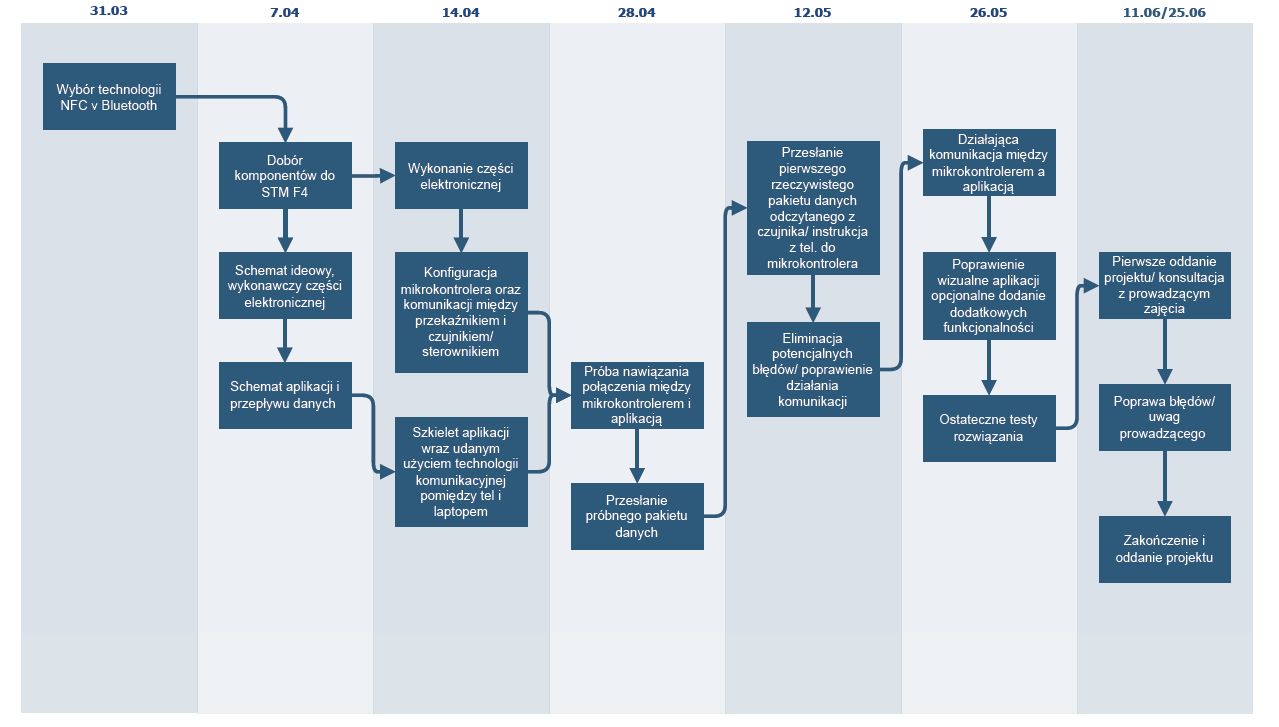 31.03
7.04
14.04
28.04
12.05
26.05
11.06/25.06
Wybór technologii
NFC v Bluetooth
Dobór
komponentów do
STM F4
Schemat ideowy,
wykonawczy części
elektronicznej
Schemat aplikacji i
przepływu danych
Wykonanie części
elektronicznej
Konfiguracja
mikrokontrolera oraz
komunikacji między
przekaźnikiem i
czujnikiem/
sterownikiem
Szkielet aplikacji
wraz udanym
użyciem technologii
komunikacyjnej
pomiędzy tel i
laptopem
Próba nawiązania
połączenia między
mikrokontrolerem i
aplikacją
Przesłanie
próbnego pakietu
danych
Przesłanie
pierwszego
rzeczywistego
pakietu danych
odczytanego z
czujnika/ instrukcja
z tel. do
mikrokontrolera
Eliminacja
potencjalnych
błędów/ poprawienie
działania
komunikacji
Działająca
komunikacja między
mikrokontrolerem a
aplikacją
Poprawienie
wizualne aplikacji
opcjonalne dodanie
dodatkowych
funkcjonalności
Ostateczne testy
rozwiązania
Pierwsze oddanie
projektu/ konsultacja
z prowadzącym
zajęcia
Poprawa błędów/
uwag
prowadzącego
Zakończenie i
oddanie projektu